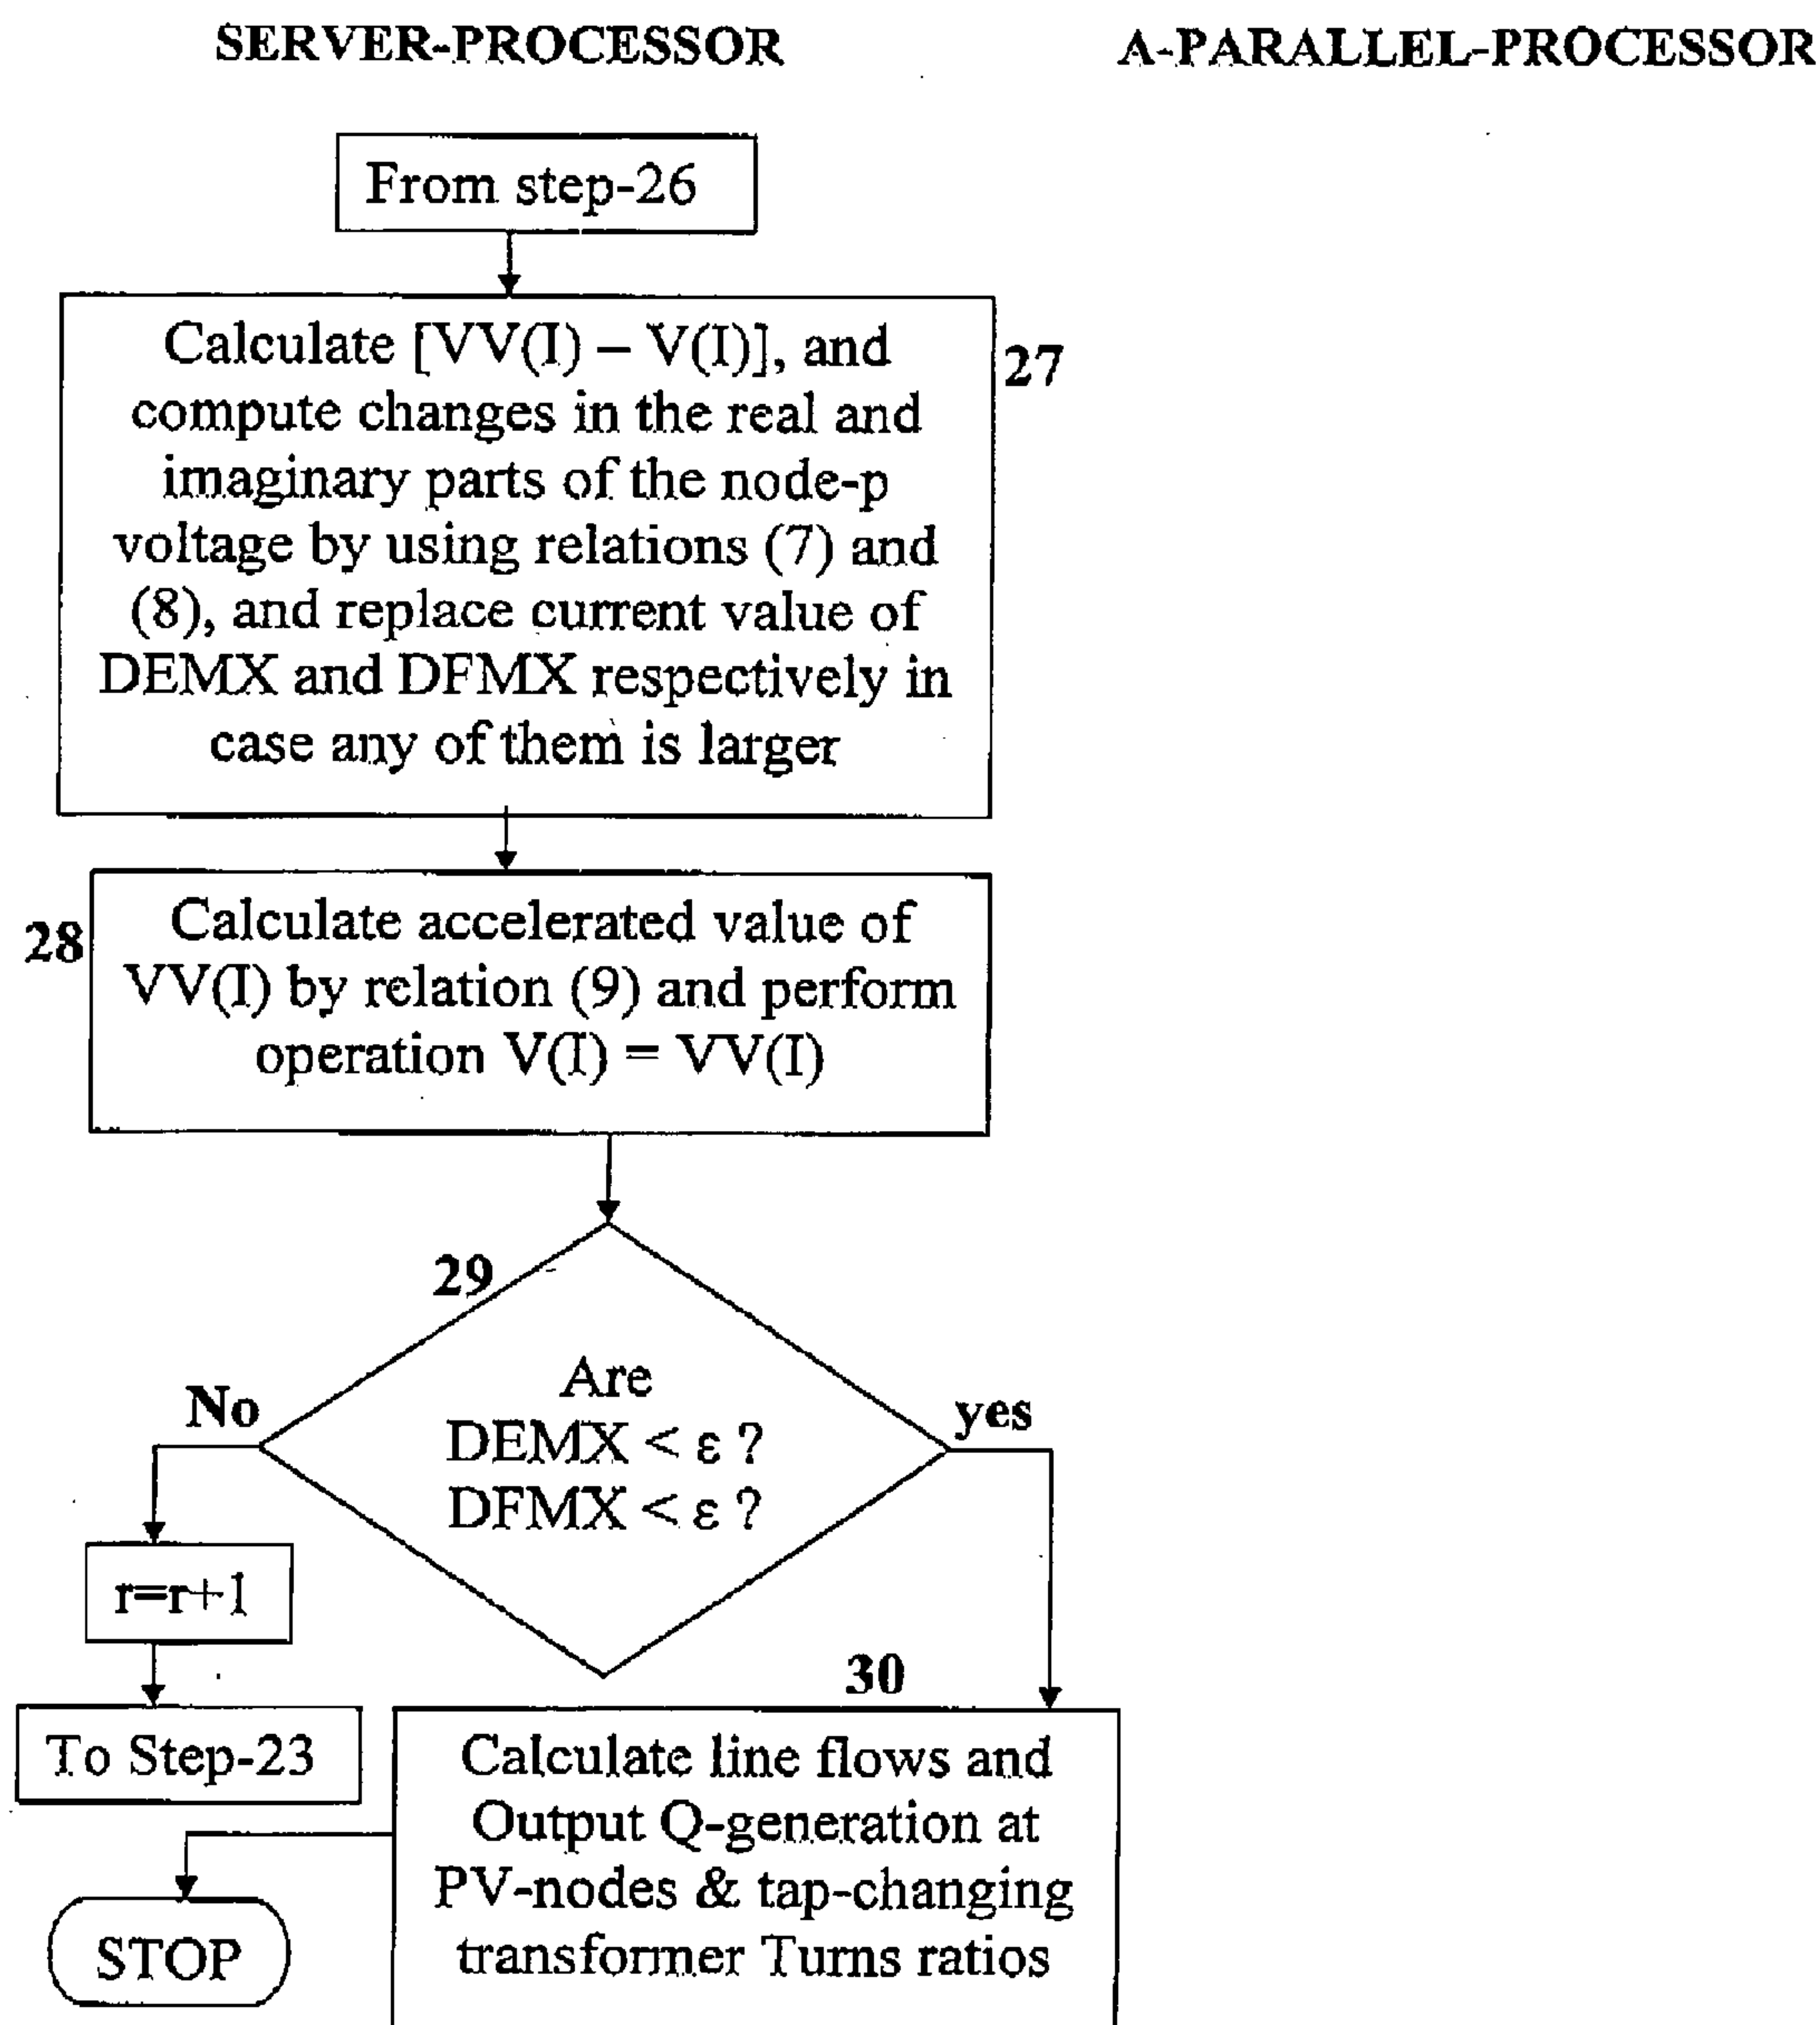 SERVER-PROCESSOR
A-PARALLEL-PROCESSOR
From step-26
Calculate [VV(I) – V(I)], and
compute changes in the real and
imaginary parts of the node-p
voltage by using relations (7) and
(8), and replace current value of
DEMX and DFMX respectively in
case any of them is larger
27
28
Calculate accelerated value of
VV(I) by relation (9) and perform
operation V(I) = VV(I)
29
Are
DEMX < ε ?
DFMX < ε ?
No
yes
r=r+1
To Step-23
30
Calculate line flows and
Output Q-generation at
PV-nodes & tap-changing
transformer Turns ratios
STOP